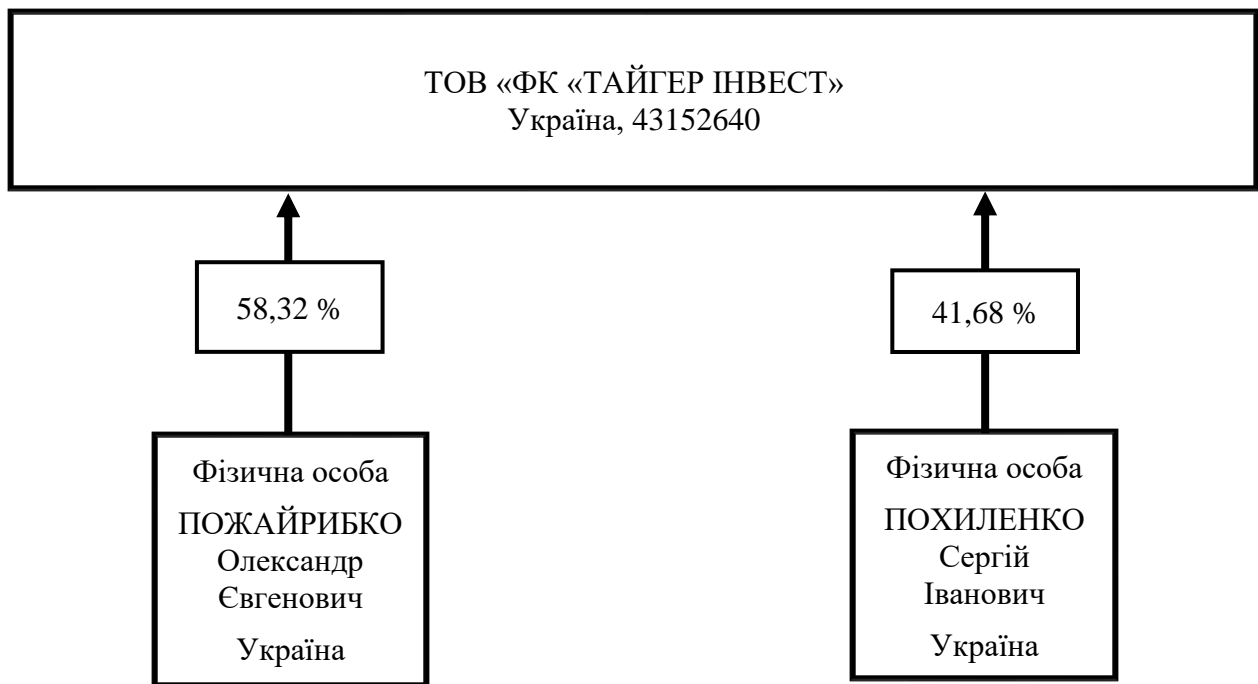 ТОВ «ФК «ТАЙГЕР ІНВЕСТ»
Україна, 43152640
58,32 %
41,68 %
Фізична особа
ПОЖАЙРИБКО
Олександр
Євгенович
Україна
Фізична особа
ПОХИЛЕНКО
Сергій
Іванович
Україна